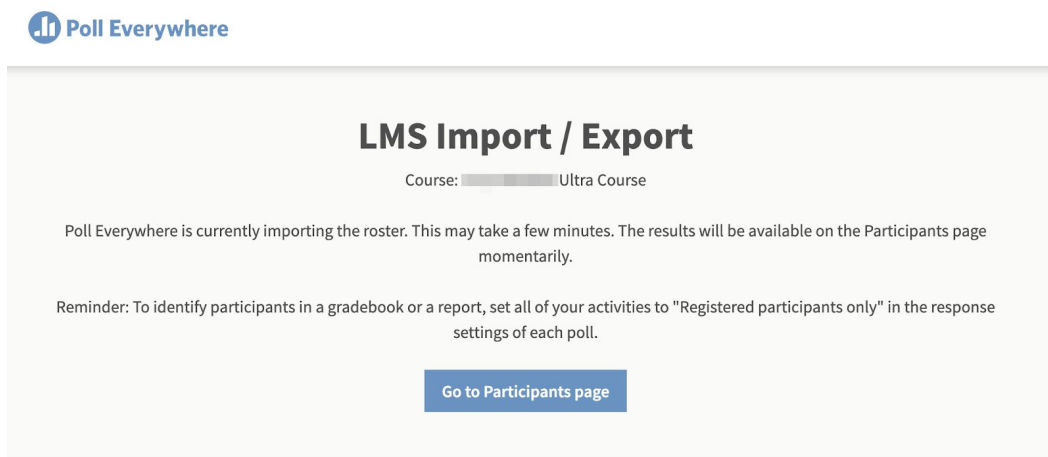 Poll Everywhere
LMS Import / Export
Course: Ultra Course
Poll Everywhere is currently importing the roster. This may take a few minutes. The results will be available on the Participants page
momentarily.
Reminder: To identify participants in a gradebook or a report, set all of your activities to "Registered participants only" in the response
settings of each poll.
Go to Participants page